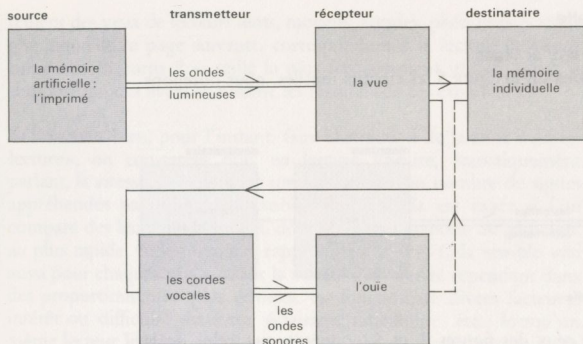 source transmetteur récepteur destinataire
la mémoire
artificielle :
l'imprimé
les ondes
lumineuses
la vue
la mémoire
individuelle
les cordes
vocales
les
ondes
sonores
l'ouïe